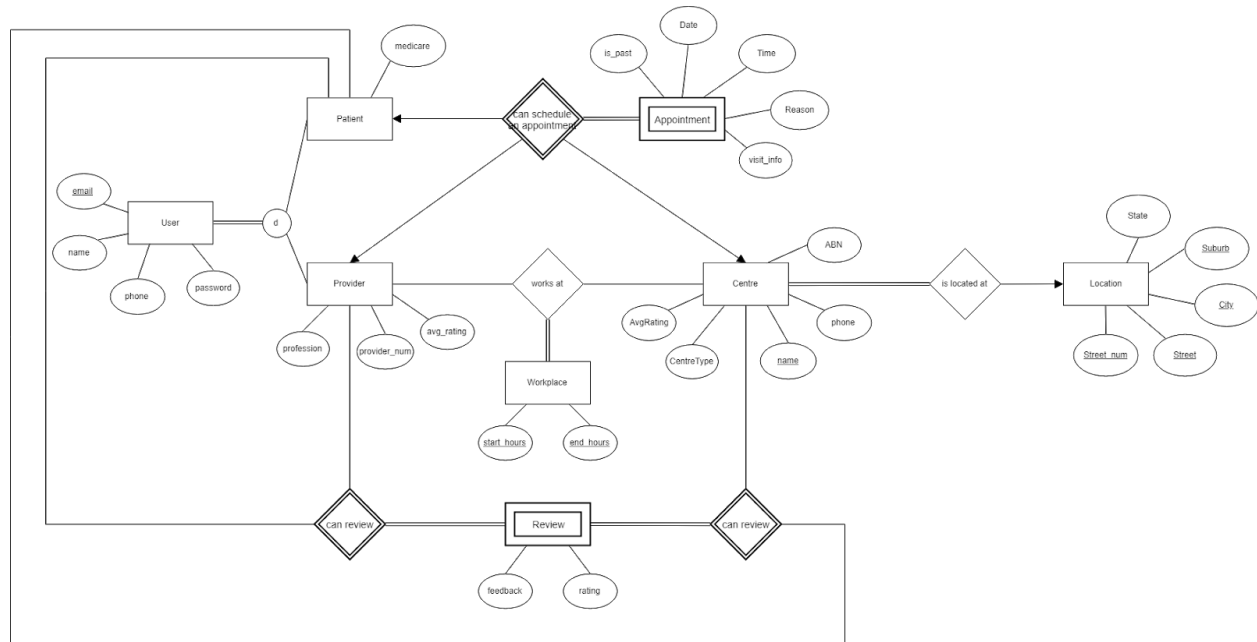 Date
is_past
Time
medicare
can schedule
an appointment
Appointment
Reason
Patient
visit_info
email
User
d
name
phone
password
State
ABN
Suburb
Provider
works at
Centre
is located at
Location
City
AvgRating
phone
avg_rating
profession
provider_num
CentreType
name
Street_num
Street
Workplace
start_hours
end_hours
can review
Review
can review
feedback
rating